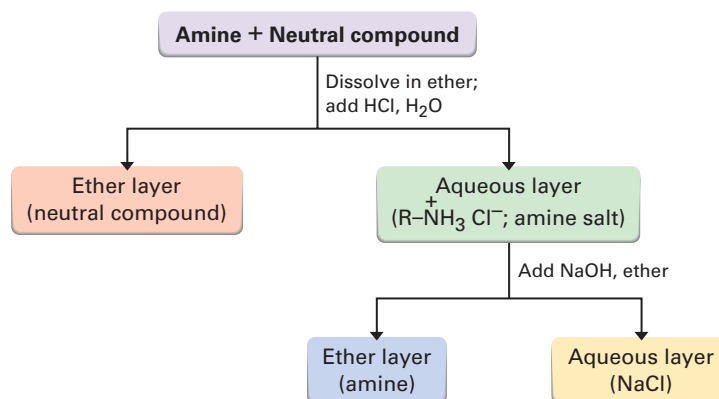 Amine + Neutral compound
Dissolve in ether;
add HCl, H₂O
Ether layer
(neutral compound)
Aqueous layer
(R–N⁺H₃ Cl⁻; amine salt)
Add NaOH, ether
Ether layer
(amine)
Aqueous layer
(NaCl)